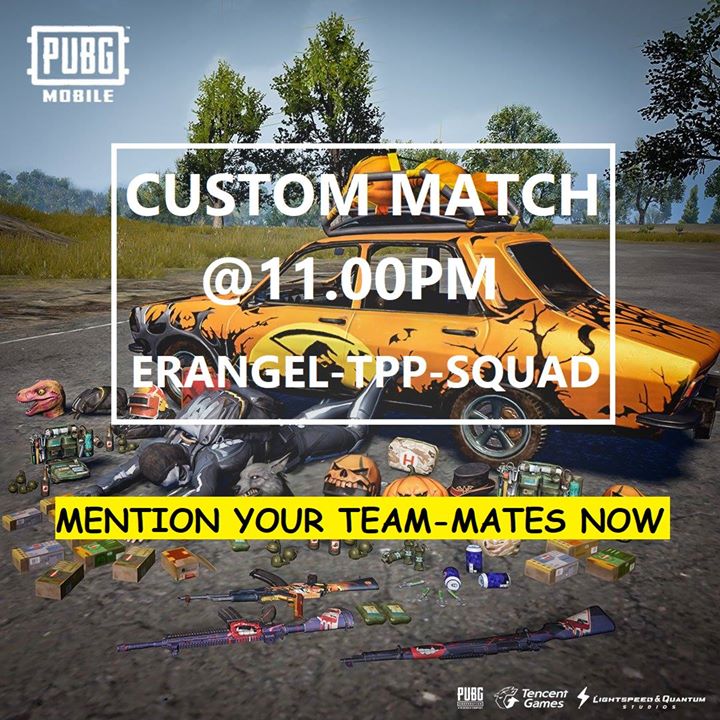 PUBG
MOBILE
CUSTOM MATCH
@11.00PM
ERANGEL-TPP-SQUAD
H
MENTION YOUR TEAM-MATES NOW
PUBG
Tencent
Games
LIGHTSPEED & QUANTUM
STUDIOS